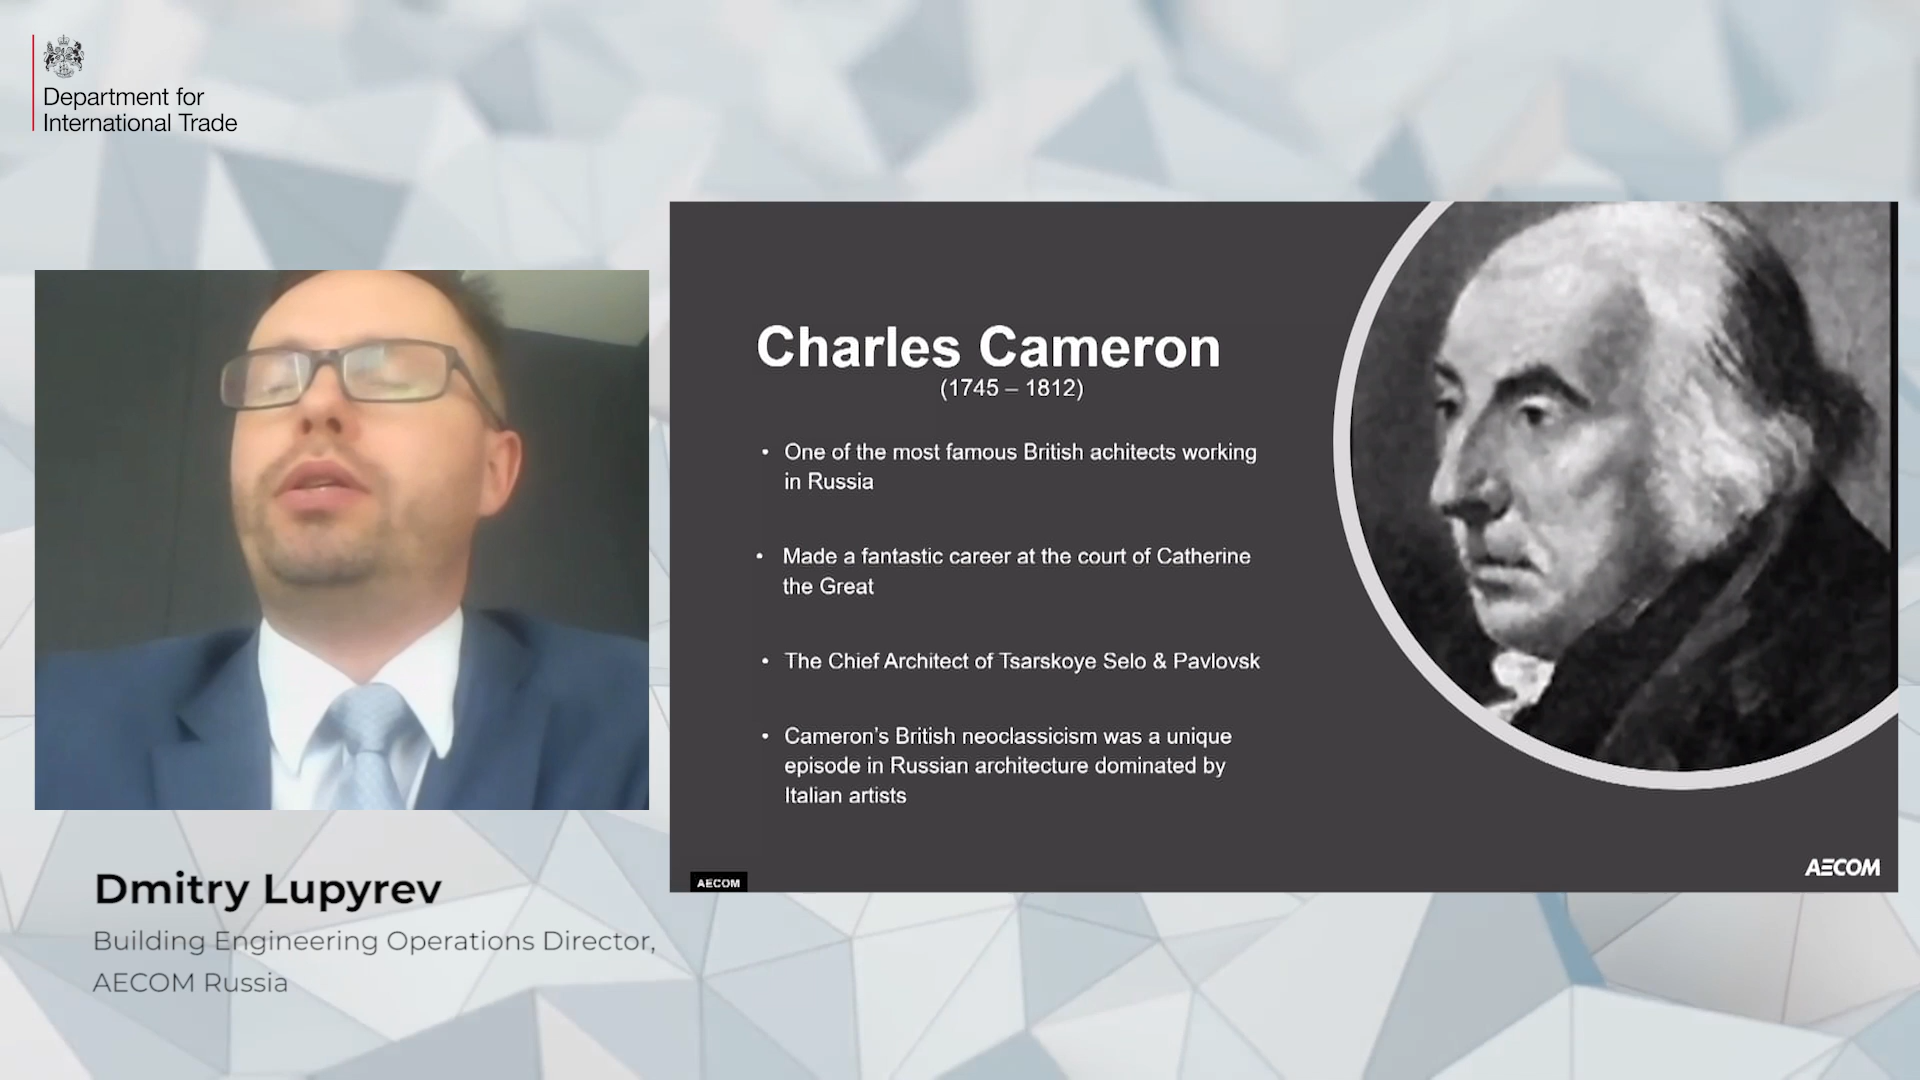 Department for
International Trade
Charles Cameron
(1745 – 1812)
• One of the most famous British achitects working
in Russia
• Made a fantastic career at the court of Catherine
the Great
• The Chief Architect of Tsarskoye Selo & Pavlovsk
• Cameron's British neoclassicism was a unique
episode in Russian architecture dominated by
Italian artists
AECOM
AECOM
Dmitry Lupyrev
Building Engineering Operations Director,
AECOM Russia